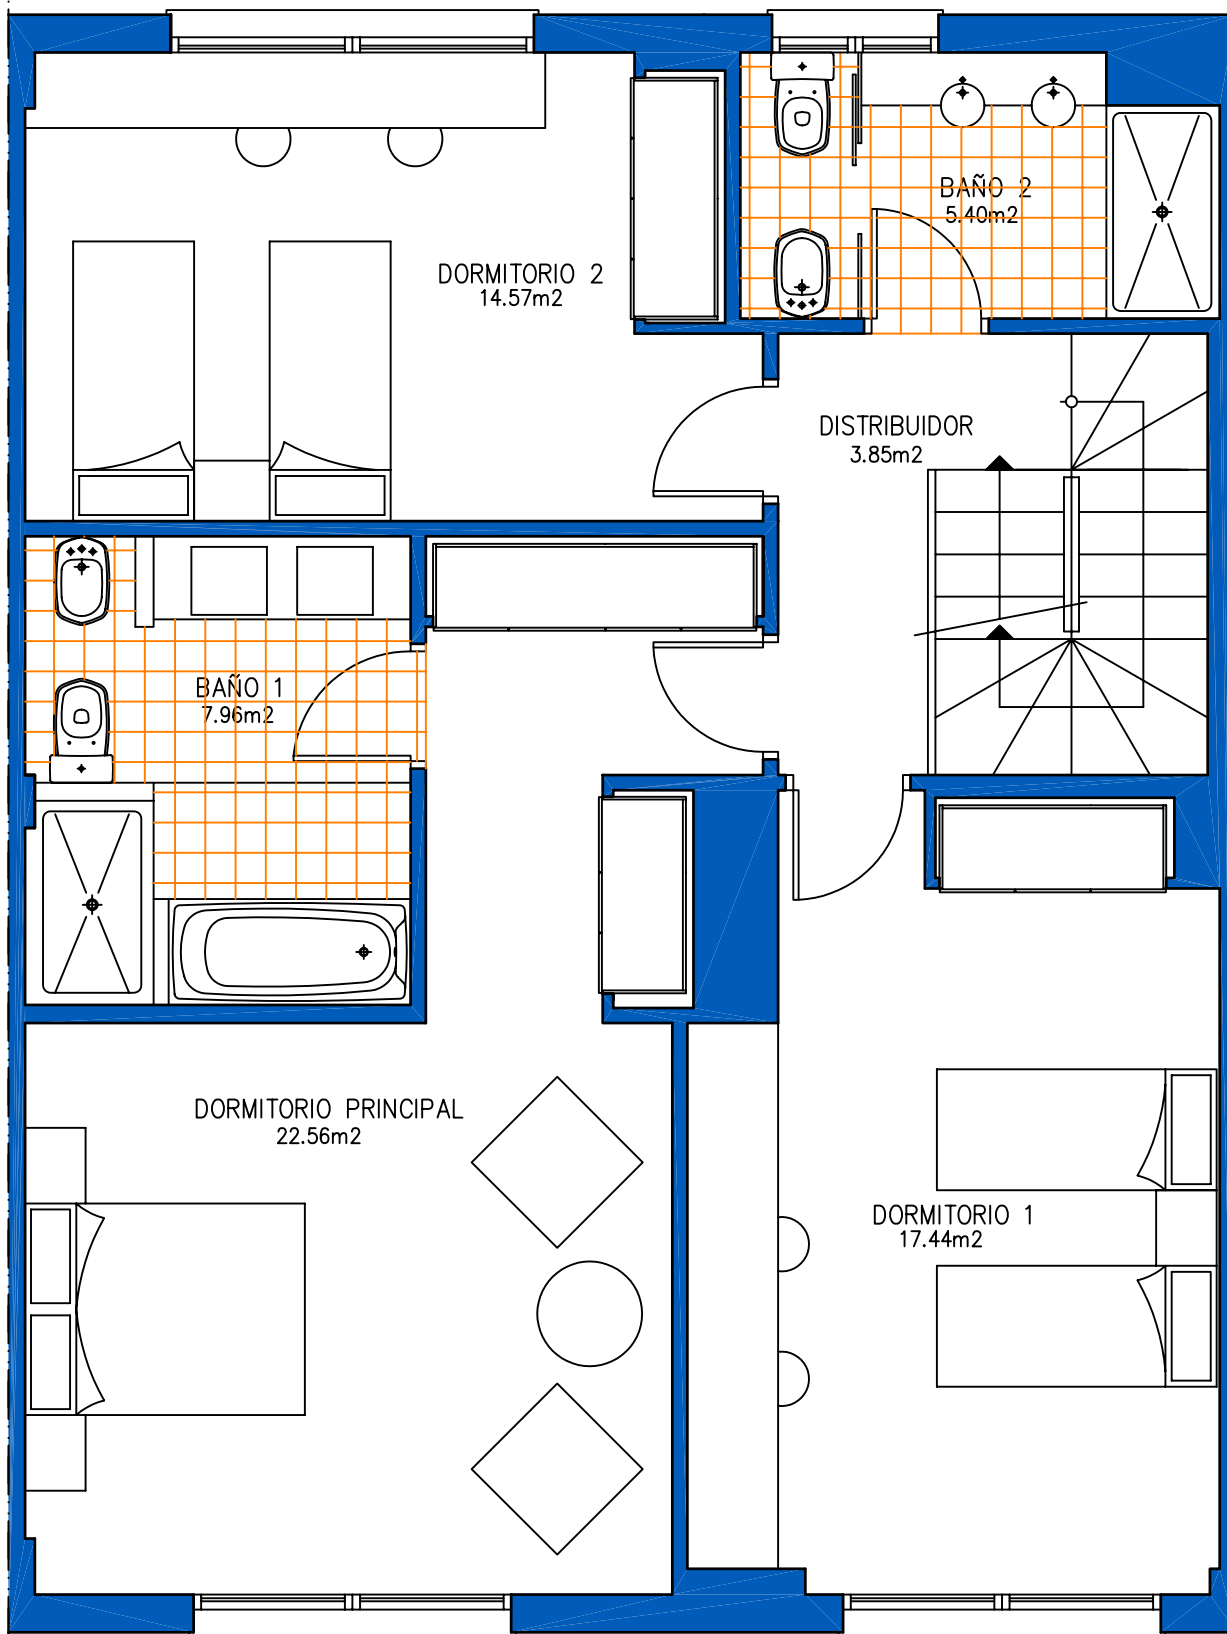 BAÑO 2
5.40m2
DORMITORIO 2
14.57m2
DISTRIBUIDOR
3.85m2
BAÑO 1
7.96m2
DORMITORIO PRINCIPAL
22.56m2
DORMITORIO 1
17.44m2